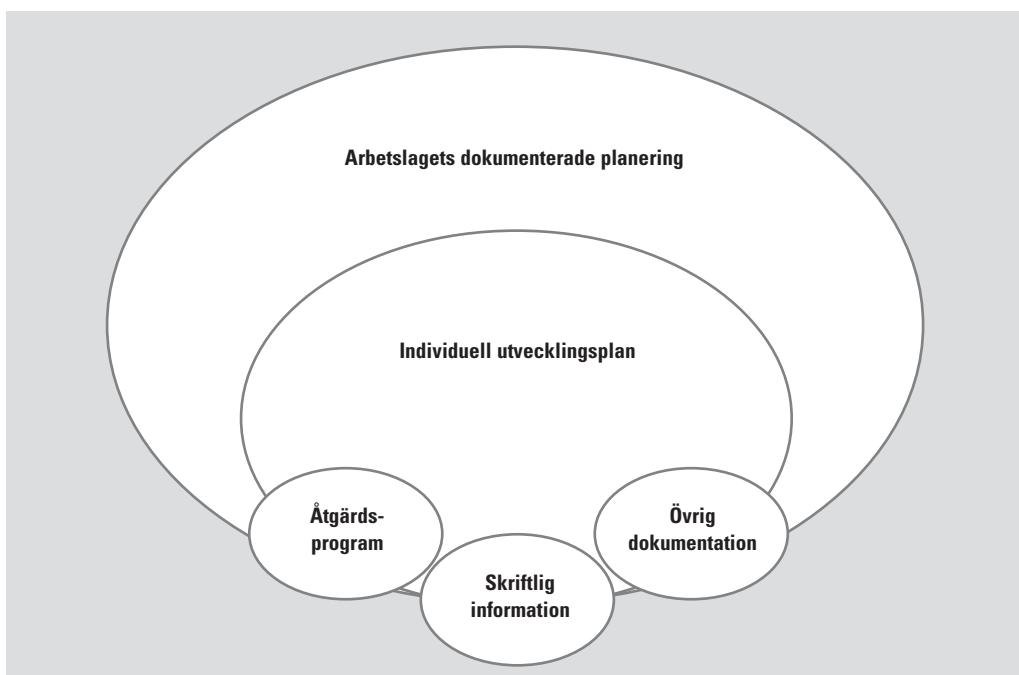 Arbetslagets dokumenterade planering
Individuell utvecklingsplan
Åtgärds-
program
Övrig
dokumentation
Skriftlig
information